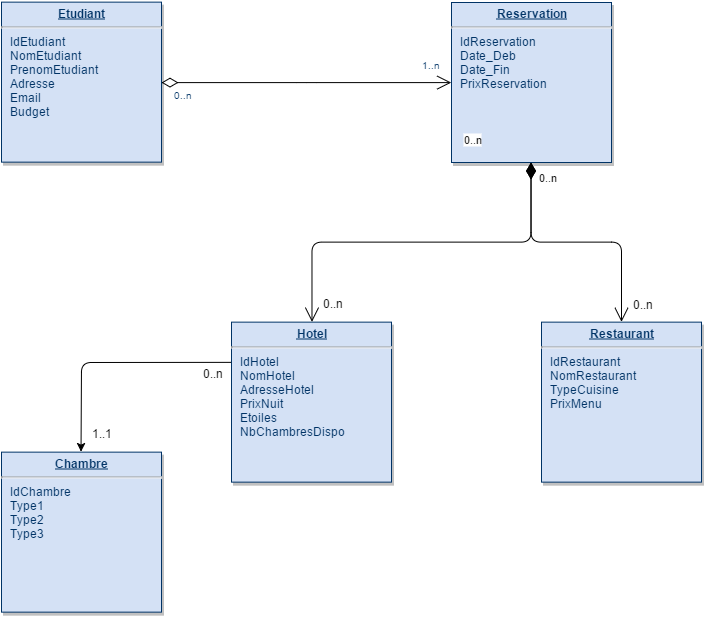 Etudiant
IdEtudiant
NomEtudiant
PrenomEtudiant
Adresse
Email
Budget
0..n
1..n
Reservation
IdReservation
Date_Deb
Date_Fin
PrixReservation
0..n
0..n
0..n
0..n
Hotel
IdHotel
NomHotel
AdresseHotel
PrixNuit
Etoiles
NbChambresDispo
Restaurant
IdRestaurant
NomRestaurant
TypeCuisine
PrixMenu
0..n
1..1
Chambre
IdChambre
Type1
Type2
Type3